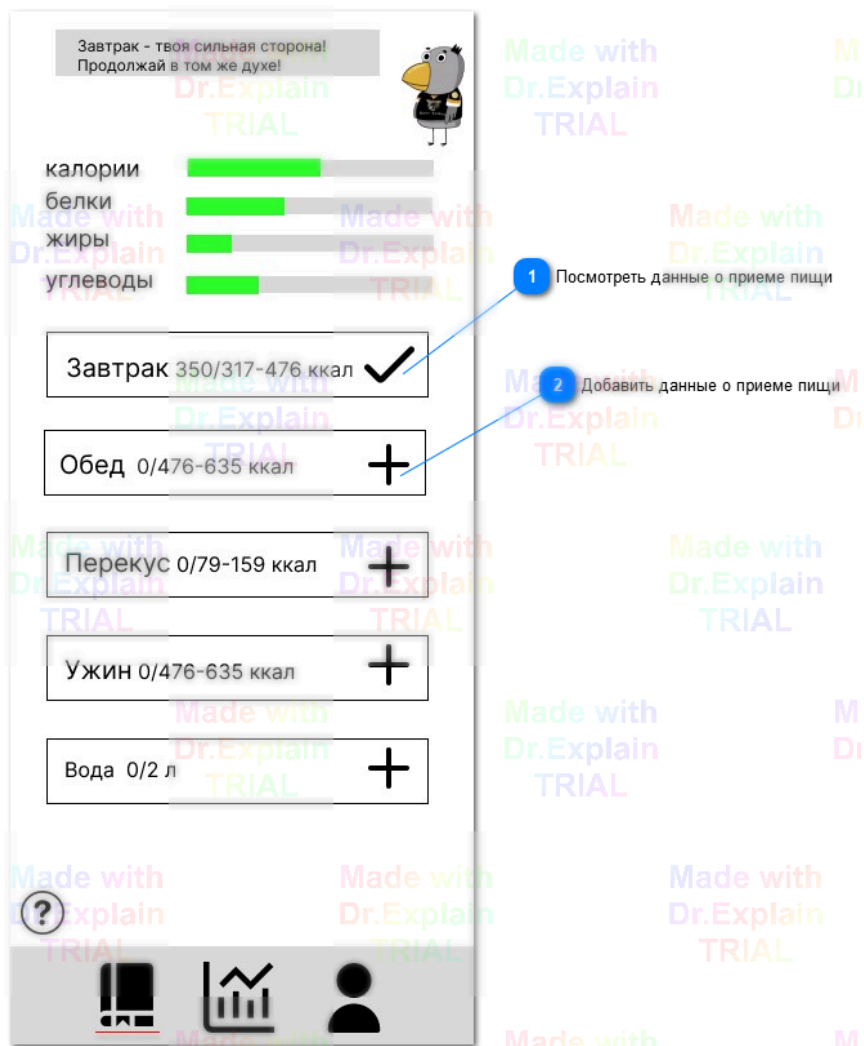 Завтрак - твоя сильная сторона!
Продолжай в том же духе!
калории
белки
жиры
углеводы
1 Посмотреть данные о приеме пищи
Завтрак 350/317-476 ккал
2 Добавить данные о приеме пищи
Обед 0/476-635 ккал
Перекус 0/79-159 ккал
Ужин 0/476-635 ккал
Вода 0/2 л
?
Made with
Dr.Explain
TRIAL